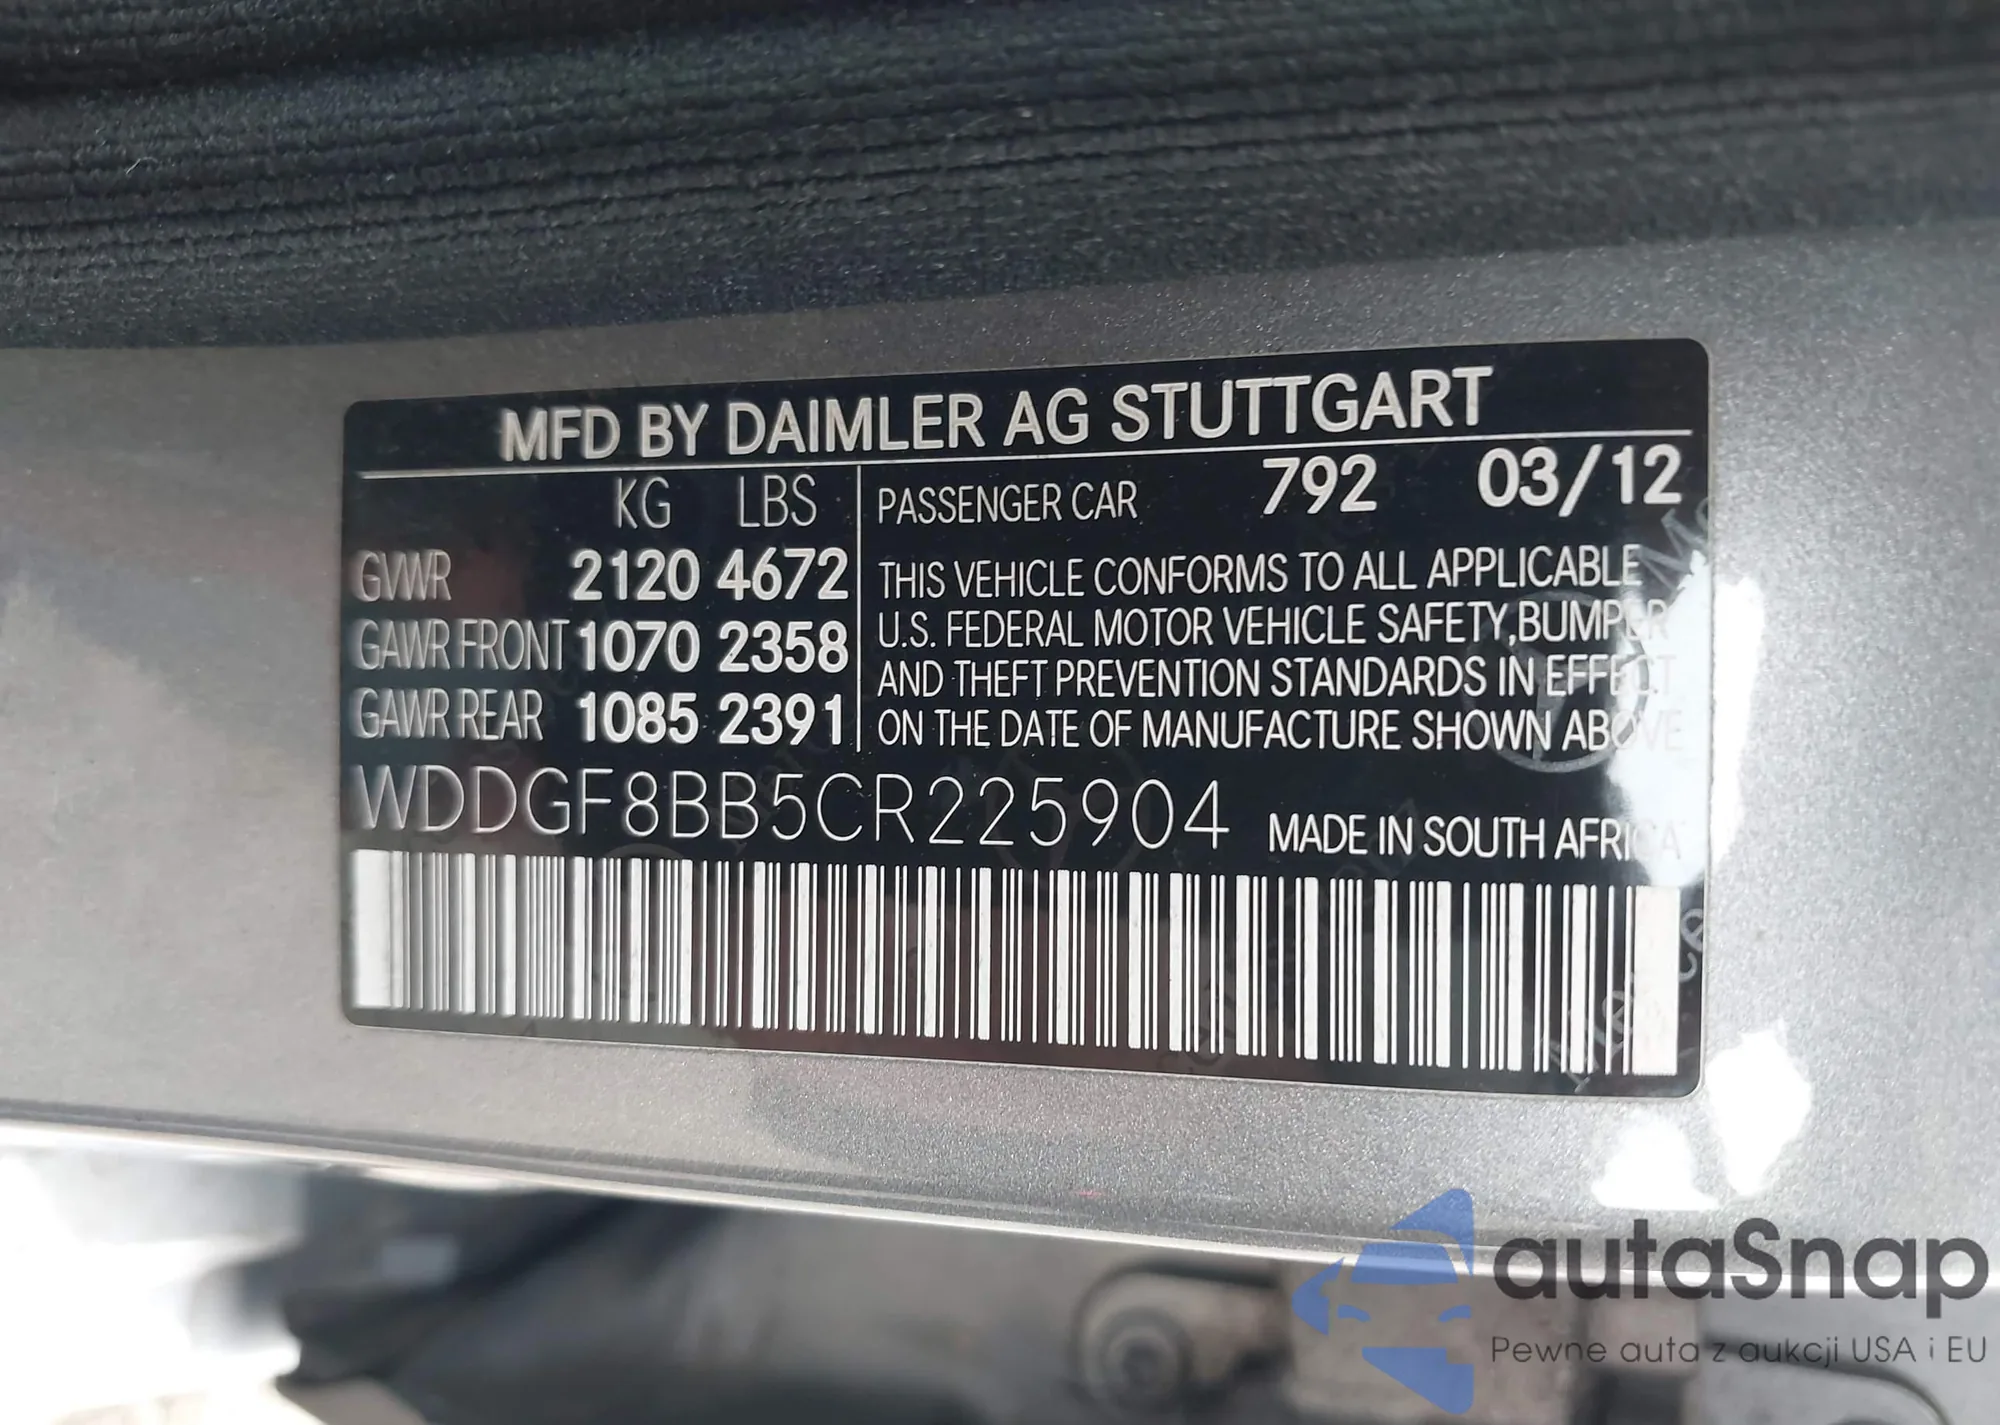 MFD BY DAIMLER AG STUTTGART
KG LBS
GVWR 2120 4672
GAWR FRONT 1070 2358
GAWR REAR 1085 2391
PASSENGER CAR 792 03/12
THIS VEHICLE CONFORMS TO ALL APPLICABLE
U.S. FEDERAL MOTOR VEHICLE SAFETY,BUMPER
AND THEFT PREVENTION STANDARDS IN EFFECT
ON THE DATE OF MANUFACTURE SHOWN ABOVE
WDDGF8BB5CR225904 MADE IN SOUTH AFRICA
autaSnap
Pewne auta z aukcji USA i EU